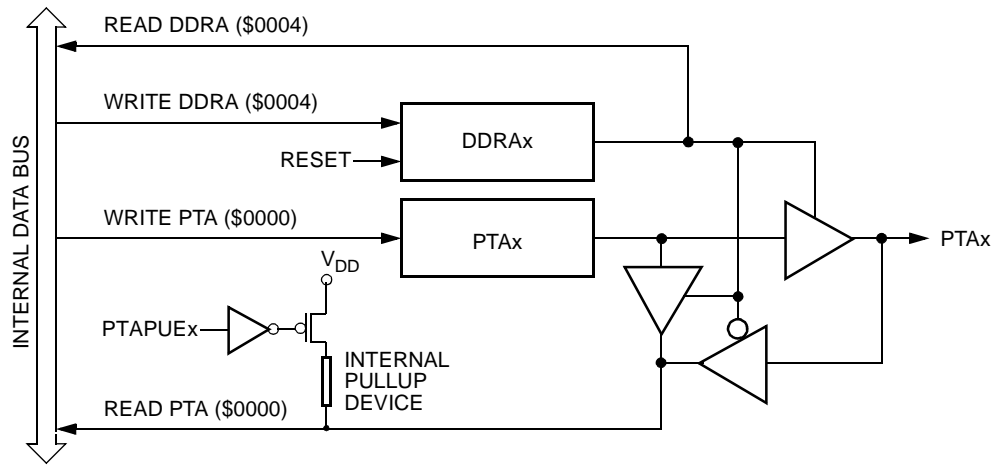 READ DDRA ($0004)
WRITE DDRA ($0004)
DDRAx
RESET
INTERNAL DATA BUS
WRITE PTA ($0000)
PTAx
PTAx
VDD
PTAPUEx
INTERNAL
PULLUP
DEVICE
READ PTA ($0000)